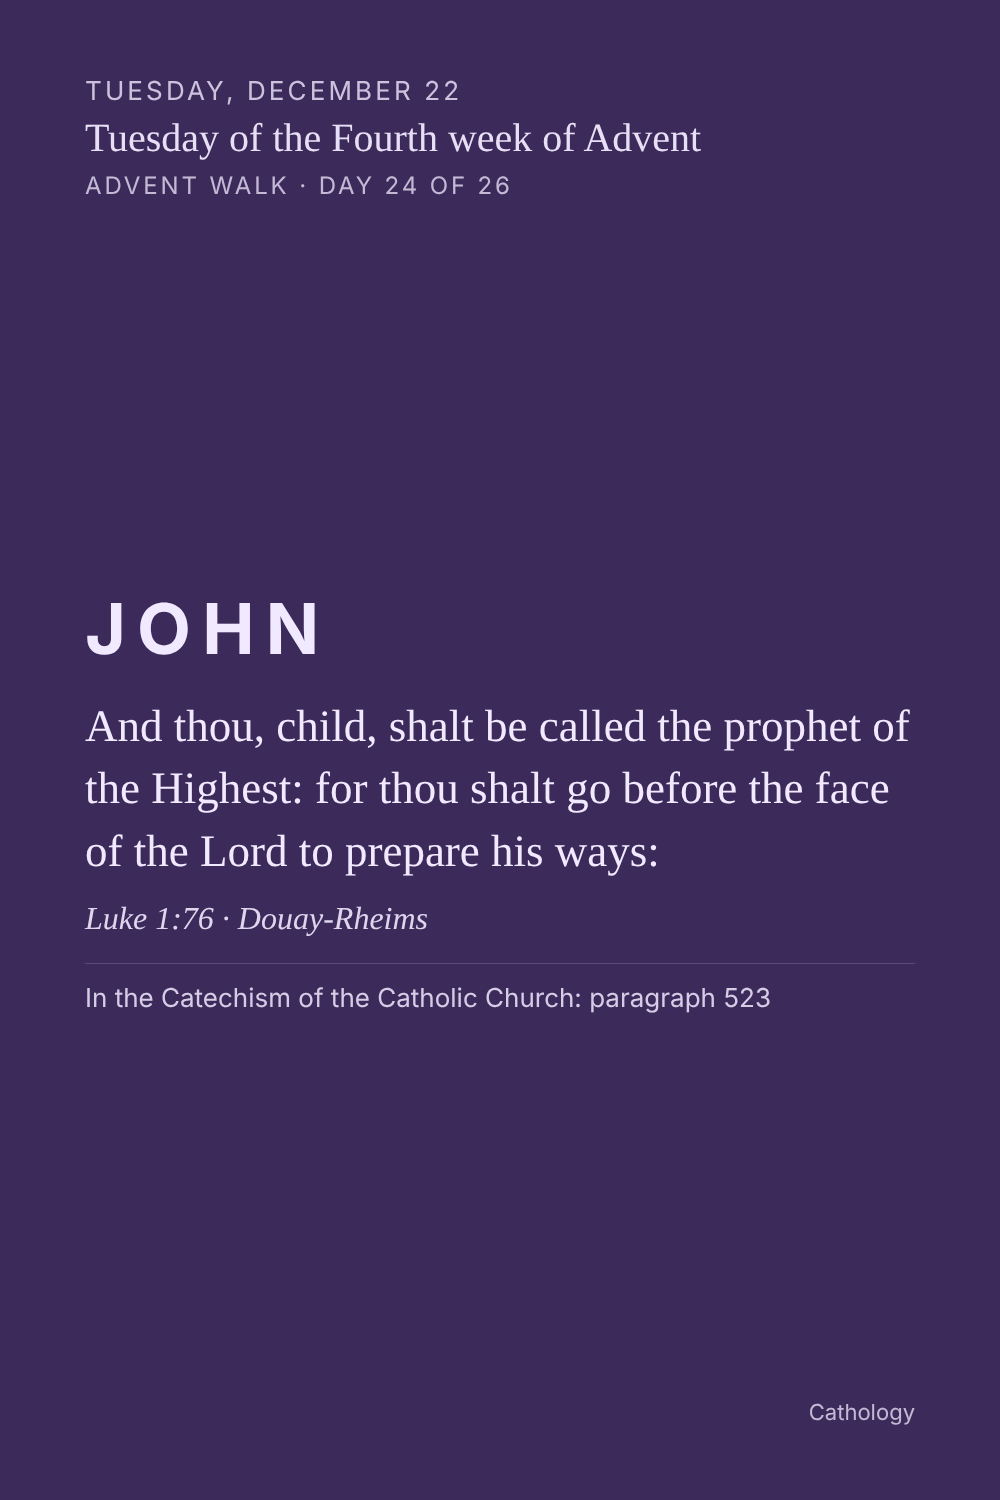 TUESDAY, DECEMBER 22
Tuesday of the Fourth week of Advent
ADVENT WALK · DAY 24 OF 26
JOHN
And thou, child, shalt be called the prophet of
the Highest: for thou shalt go before the face
of the Lord to prepare his ways:
Luke 1:76 · Douay-Rheims
In the Catechism of the Catholic Church: paragraph 523
Cathology